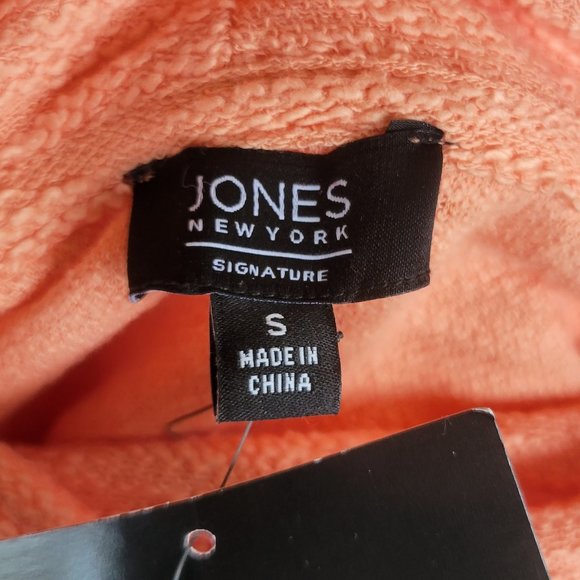 JONES
NEW YORK
SIGNATURE
S
MADE IN
CHINA